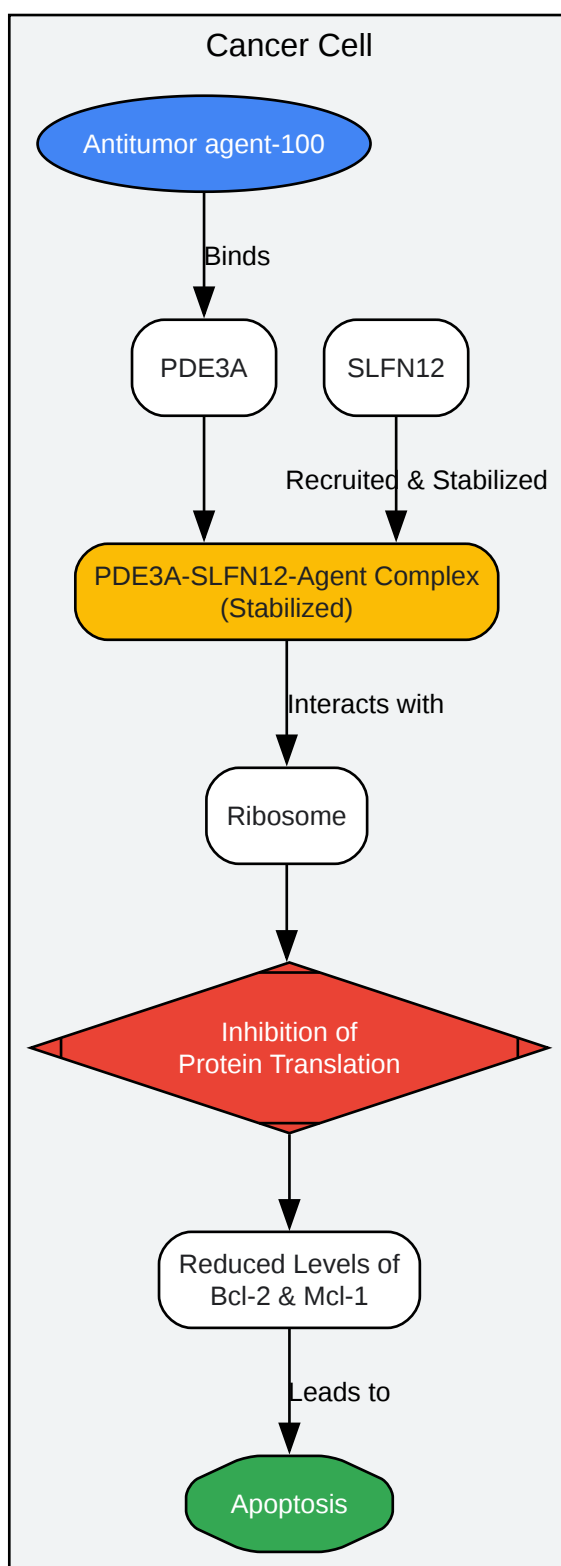 Cancer Cell
Antitumor agent-100
Binds
PDE3A
SLFN12
Recruited & Stabilized
PDE3A-SLFN12-Agent Complex
(Stabilized)
Interacts with
Ribosome
Inhibition of
Protein Translation
Reduced Levels of
Bcl-2 & Mcl-1
Leads to
Apoptosis